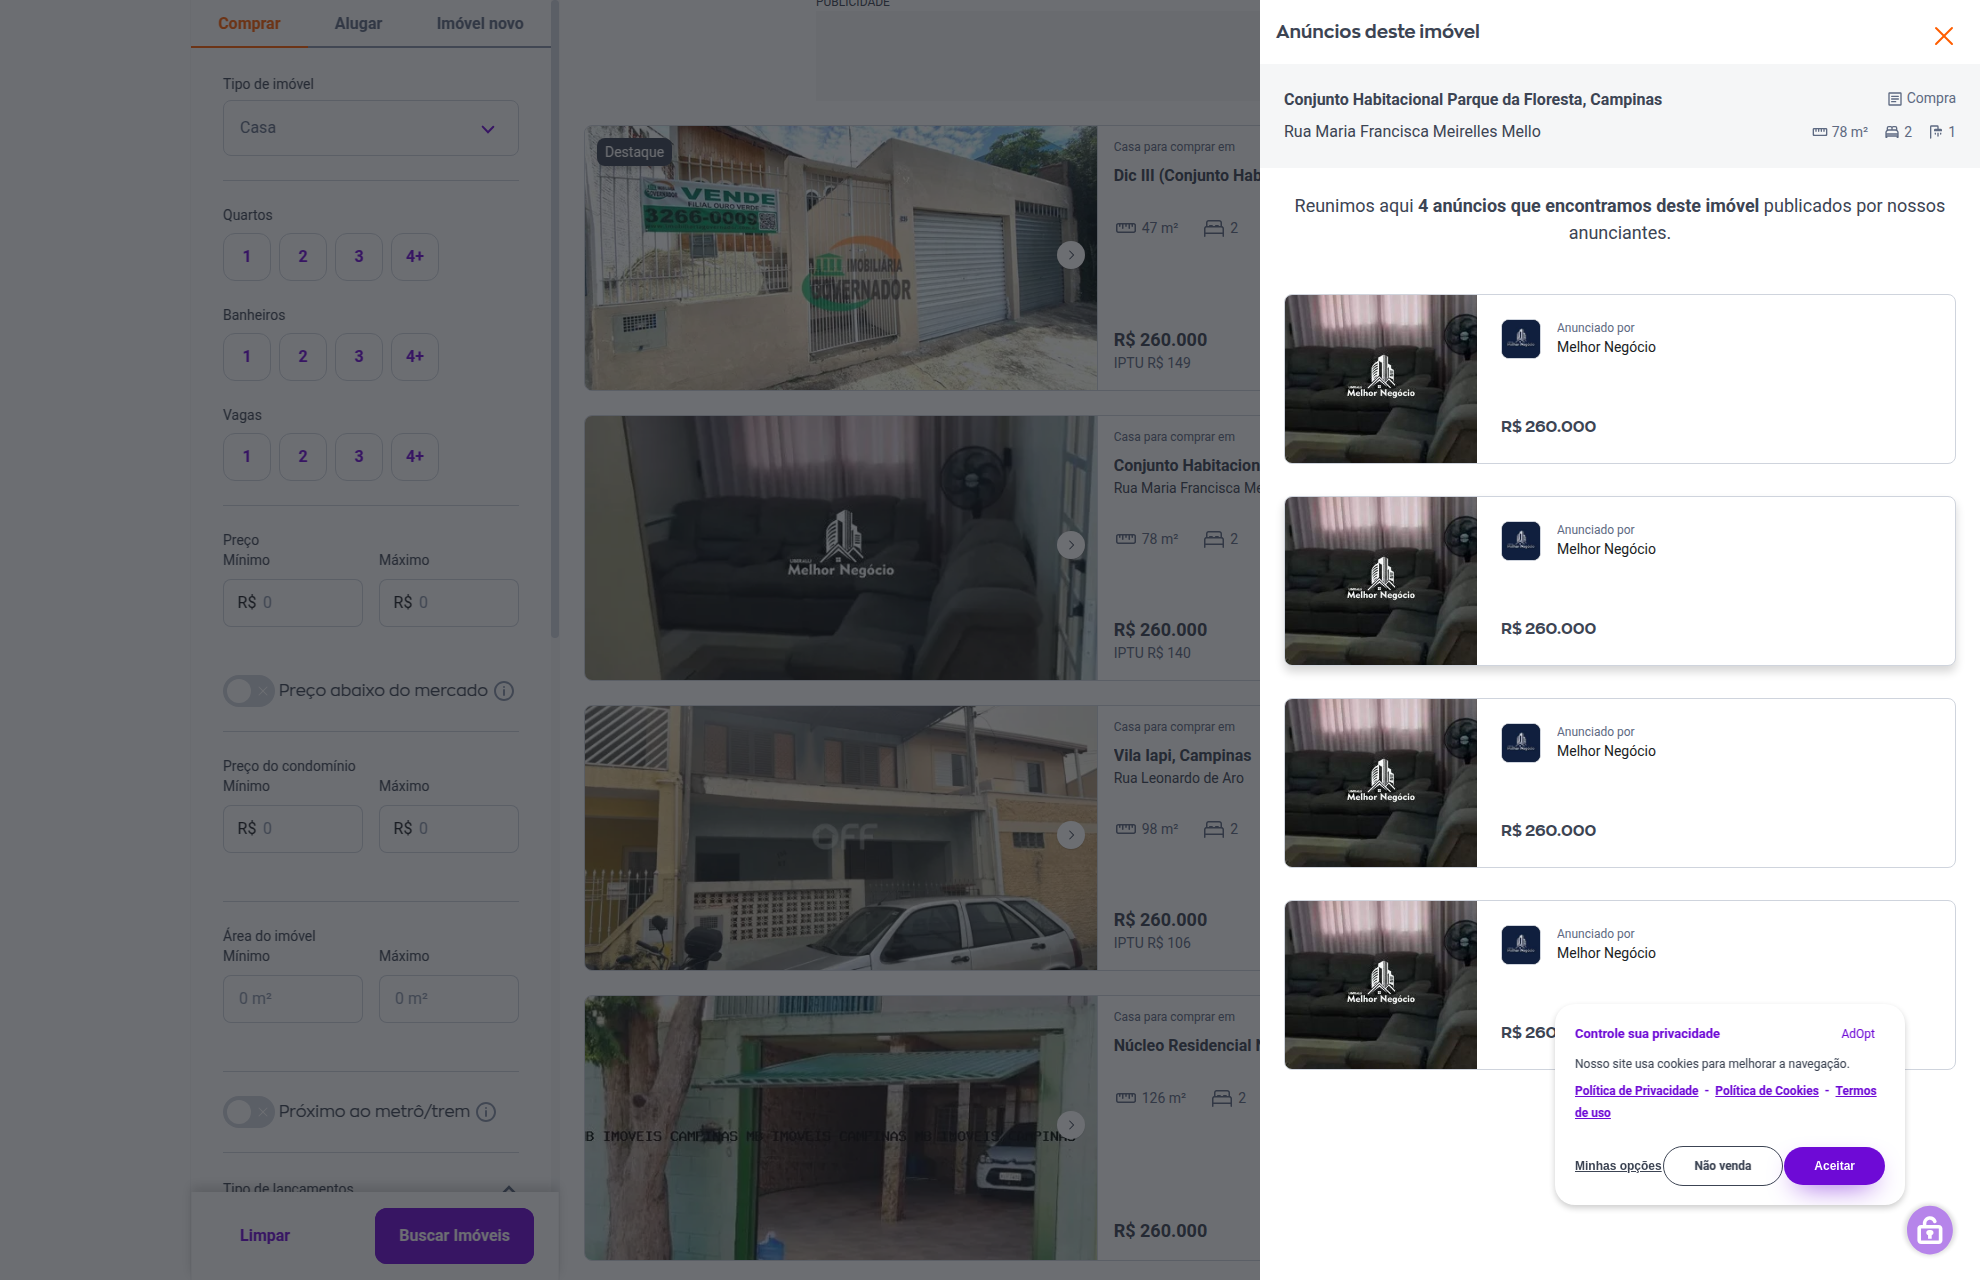 Comprar
Alugar
Imóvel novo
Tipo de imóvel
Casa
Quartos
1
2
3
4+
Banheiros
1
2
3
4+
Vagas
1
2
3
4+
Preço
Mínimo
Máximo
R$ 0
R$ 0
Preço abaixo do mercado
Preço do condomínio
Mínimo
Máximo
R$ 0
R$ 0
Área do imóvel
Mínimo
Máximo
0 m²
0 m²
Próximo ao metrô/trem
Tipo de lançamentos
Limpar
Buscar Imóveis
PUBLICIDADE
Destaque
VENDE
FILIAL OURO VERDE
3266-0009
IMOBILIÁRIA
GOVERNADOR
Casa para comprar em
Dic III (Conjunto Hab
47 m²
2
R$ 260.000
IPTU R$ 149
Melhor Negócio
Casa para comprar em
Conjunto Habitacion
Rua Maria Francisca Me
78 m²
2
R$ 260.000
IPTU R$ 140
OFF
Casa para comprar em
Vila Iapi, Campinas
Rua Leonardo de Aro
98 m²
2
R$ 260.000
IPTU R$ 106
B IMOVEIS CAMPINAS MB IMOVEIS CAMPINAS MB IMOVEIS CAMPINAS
Casa para comprar em
Núcleo Residencial
126 m²
2
R$ 260.000
Anúncios deste imóvel
Conjunto Habitacional Parque da Floresta, Campinas
Compra
Rua Maria Francisca Meirelles Mello
78 m²
2
1
Reunimos aqui 4 anúncios que encontramos deste imóvel publicados por nossos
anunciantes.
Melhor Negócio
Anunciado por
Melhor Negócio
R$ 260.000
Melhor Negócio
Anunciado por
Melhor Negócio
R$ 260.000
Melhor Negócio
Anunciado por
Melhor Negócio
R$ 260.000
Melhor Negócio
Anunciado por
Melhor Negócio
R$ 260
Controle sua privacidade
AdOpt
Nosso site usa cookies para melhorar a navegação.
Política de Privacidade - Política de Cookies - Termos
de uso
Minhas opções
Não venda
Aceitar